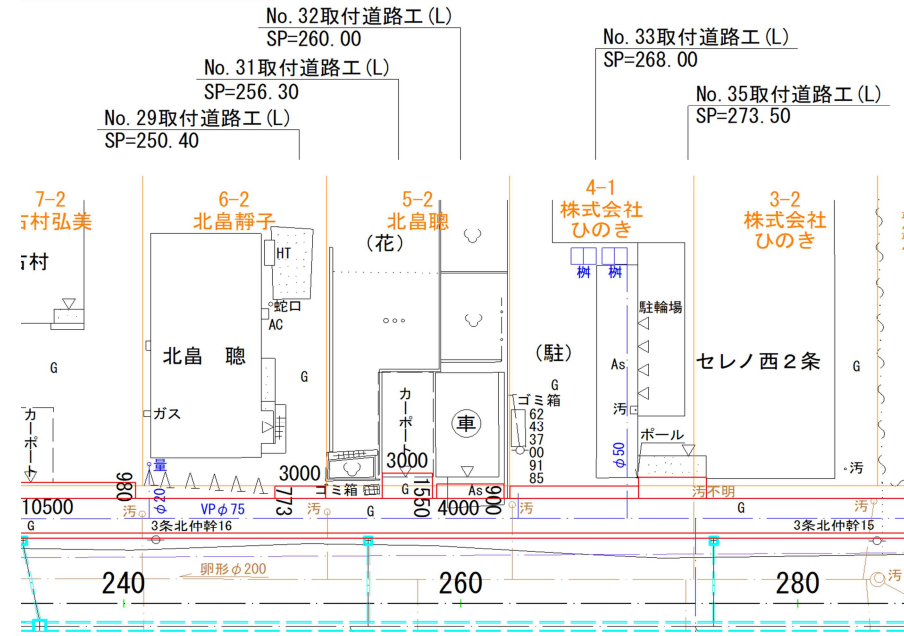 No.32取付道路工(L)
SP=260.00
No.33取付道路工(L)
SP=268.00
No.31取付道路工(L)
SP=256.30
No.35取付道路工(L)
SP=273.50
No.29取付道路工(L)
SP=250.40
7-2
古村弘美
6-2
北畠靜子
5-2
北畠聰
4-1
株式会社
ひのき
3-2
株式会社
ひのき
古村
(花)
HT
桝
桝
蛇口
AC
駐輪場
北畠 聰
(駐)
As
セレノ西2条
G
G
G
G
カーポート
ガス
カーポート
車
ゴミ箱
62
43
37
00
91
85
汚
ポール
φ50
汚
量
980
φ20
3000
773
ゴミ箱
3000
G
1550
As
900
4000
汚不明
10500
汚
VPφ75
汚
G
汚
G
汚
G
3条北仲幹16
3条北仲幹15
卵形φ200
240
260
280
汚